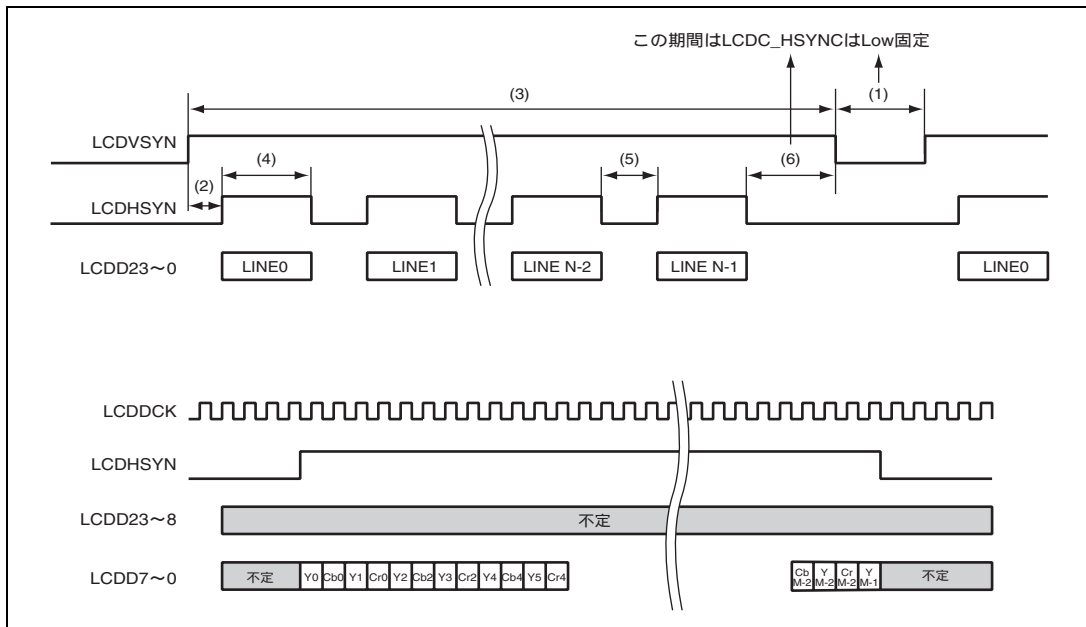 この期間はLCDC_HSYNCはLow固定
(3)
(1)
LCDVSYN
(4)
(5)
(6)
(2)
LCDHSYN
LCDD23～0
LINE0
LINE1
LINE N-2
LINE N-1
LINE0
LCDDCK
LCDHSYN
LCDD23～8
不定
LCDD7～0
不定
Y0 Cb0 Y1 Cr0 Y2 Cb2 Y3 Cr2 Y4 Cb4 Y5 Cr4
Cb M-2
Y M-2
Cr M-2
Y M-1
不定